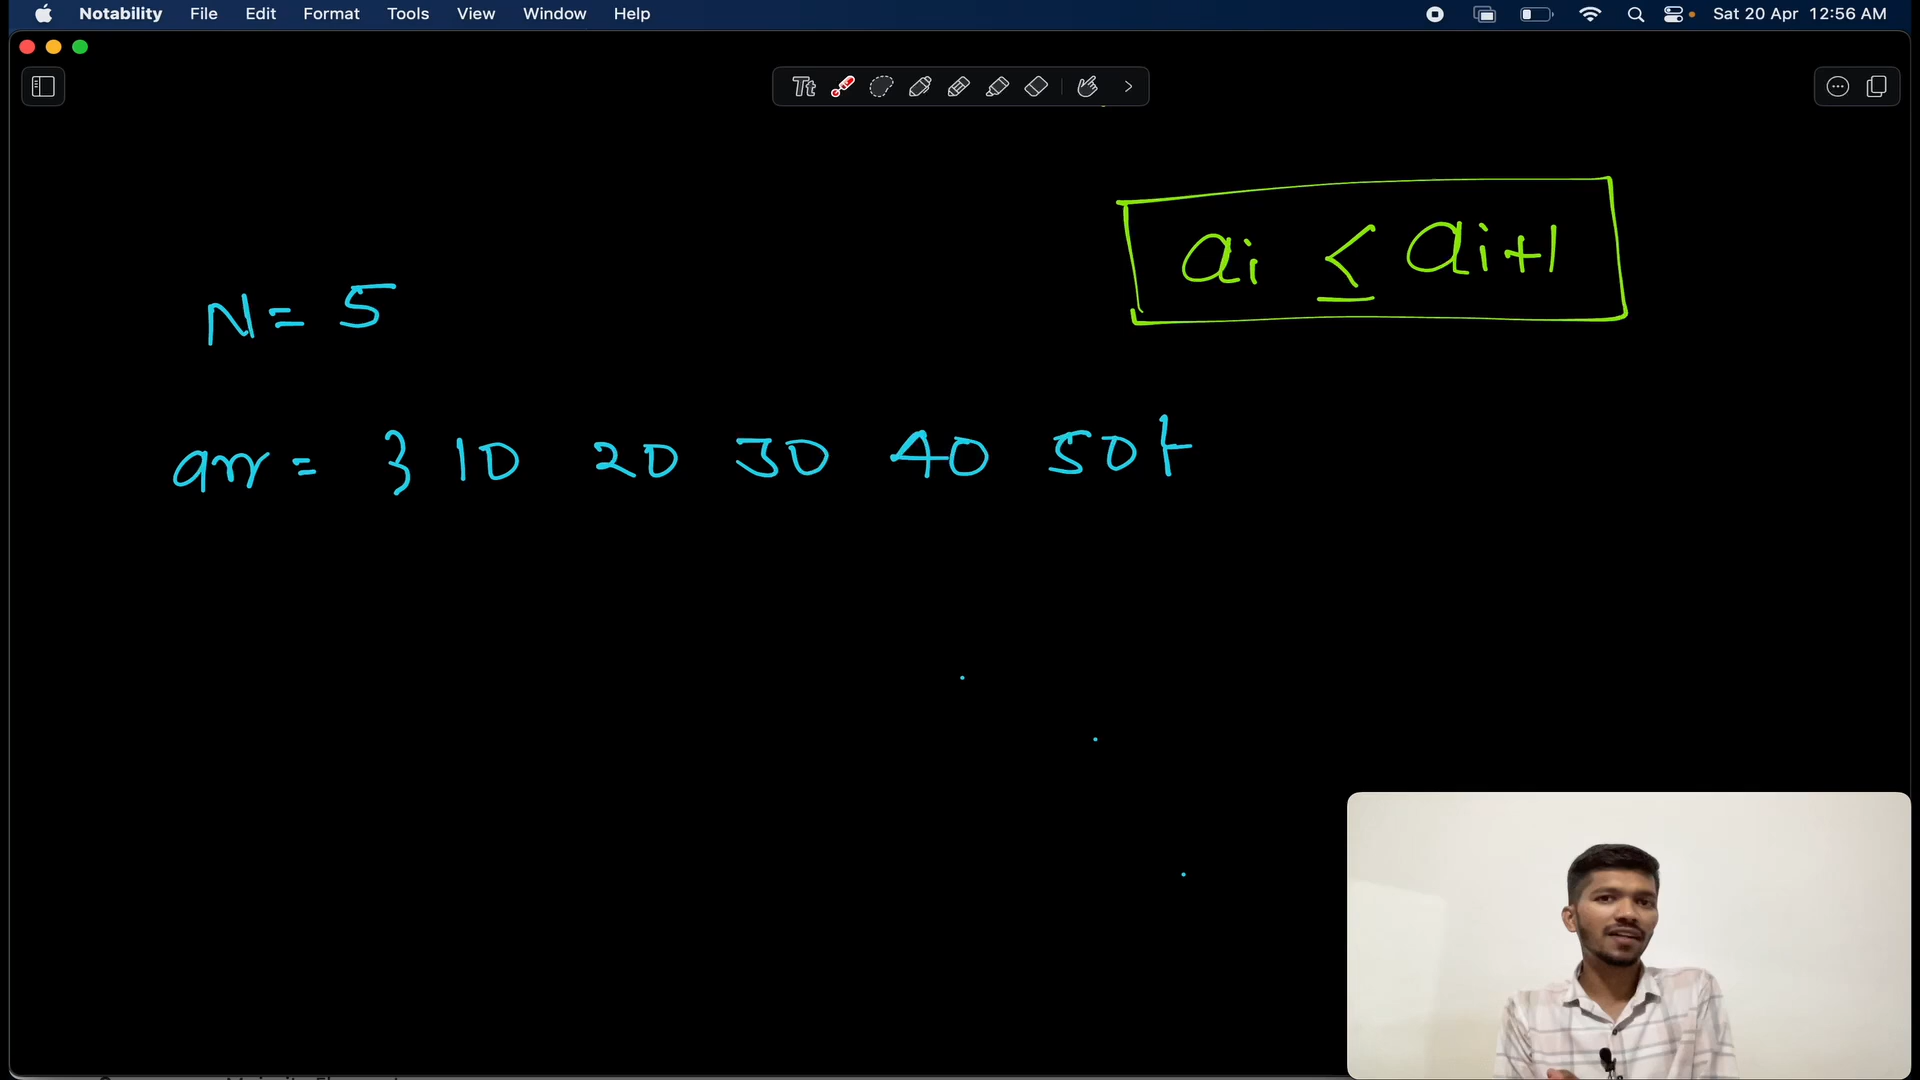 Notability File Edit Format Tools View Window Help Sat 20 Apr 12:56 AM
Tt
ai ≤ ai+1
N = 5
arr = { 10 20 30 40 50 }